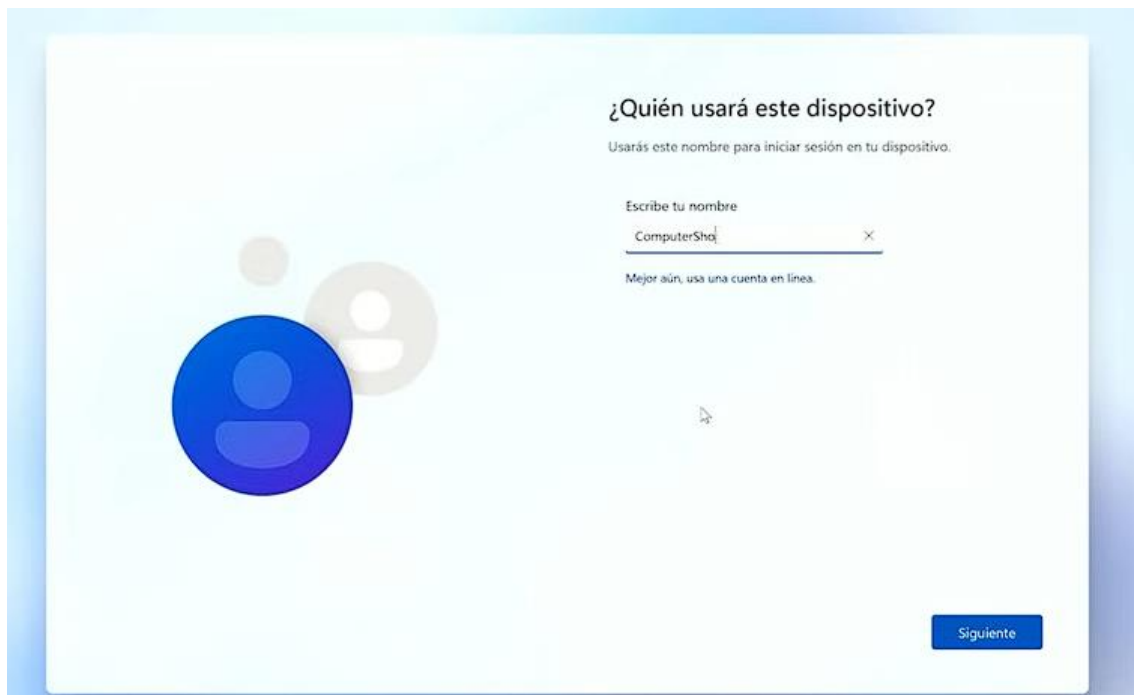 ¿Quién usará este dispositivo?
Usarás este nombre para iniciar sesión en tu dispositivo.
Escribe tu nombre
ComputerSho
Mejor aún, usa una cuenta en línea.
Siguiente